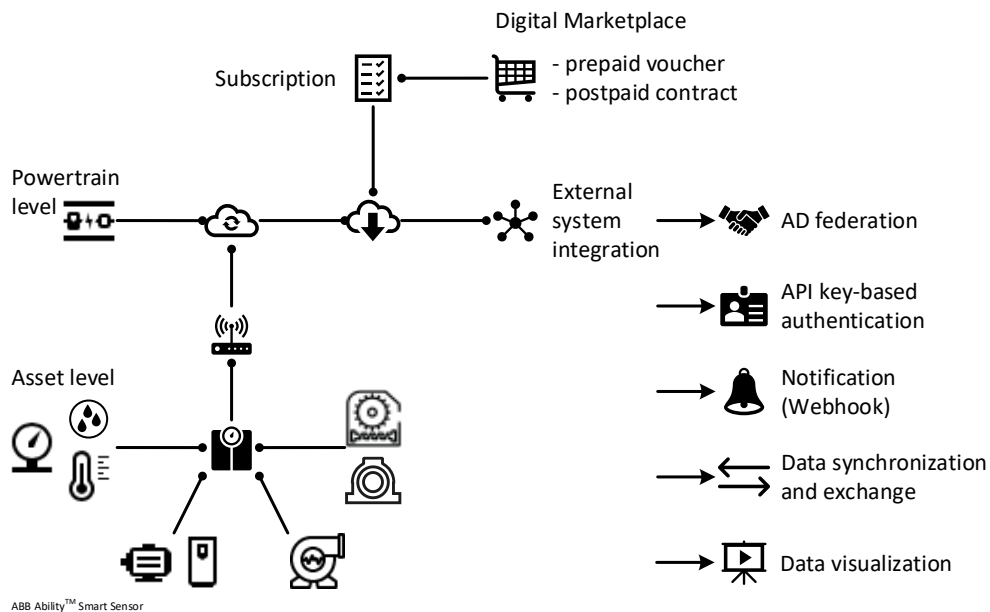 Digital Marketplace
Subscription
- prepaid voucher
- postpaid contract
Powertrain
level
External
system
integration
AD federation
API key-based
authentication
Asset level
Notification
(Webhook)
Data synchronization
and exchange
Data visualization
ABB Ability™ Smart Sensor